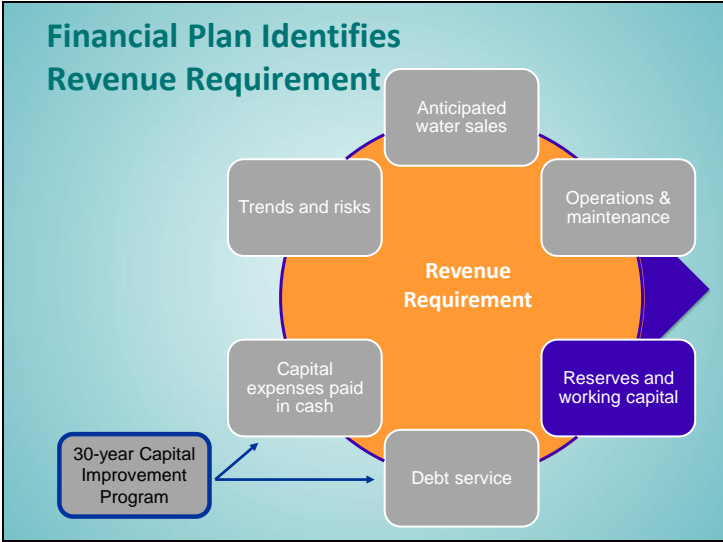 Financial Plan Identifies
Revenue Requirement
Anticipated
water sales
Trends and risks
Operations &
maintenance
Revenue
Requirement
Capital
expenses paid
in cash
Reserves and
working capital
30-year Capital
Improvement
Program
Debt service